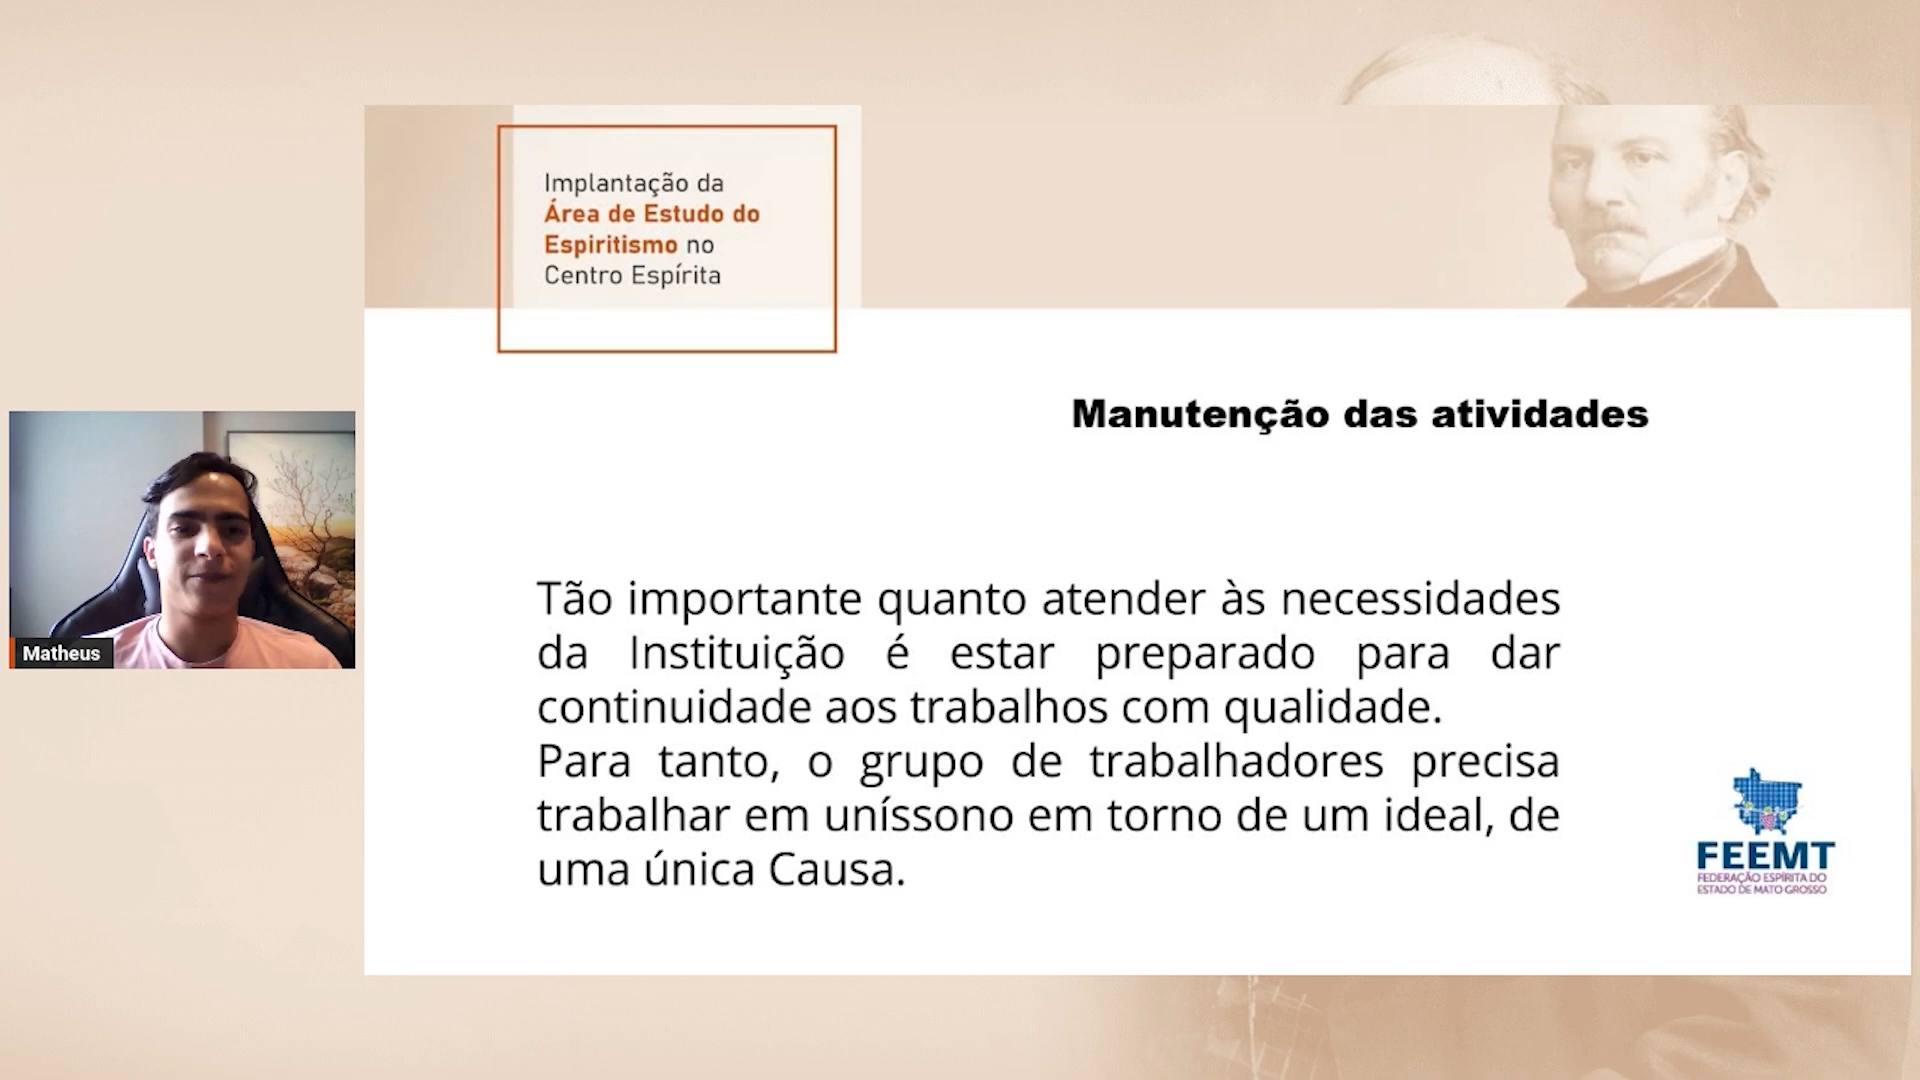 Implantação da
Área de Estudo do
Espiritismo no
Centro Espírita
Manutenção das atividades
Tão importante quanto atender às necessidades
da Instituição é estar preparado para dar
continuidade aos trabalhos com qualidade.
Para tanto, o grupo de trabalhadores precisa
trabalhar em uníssono em torno de um ideal, de
uma única Causa.
Matheus
FEEMT
FEDERAÇÃO ESPÍRITA DO
ESTADO DE MATO GROSSO